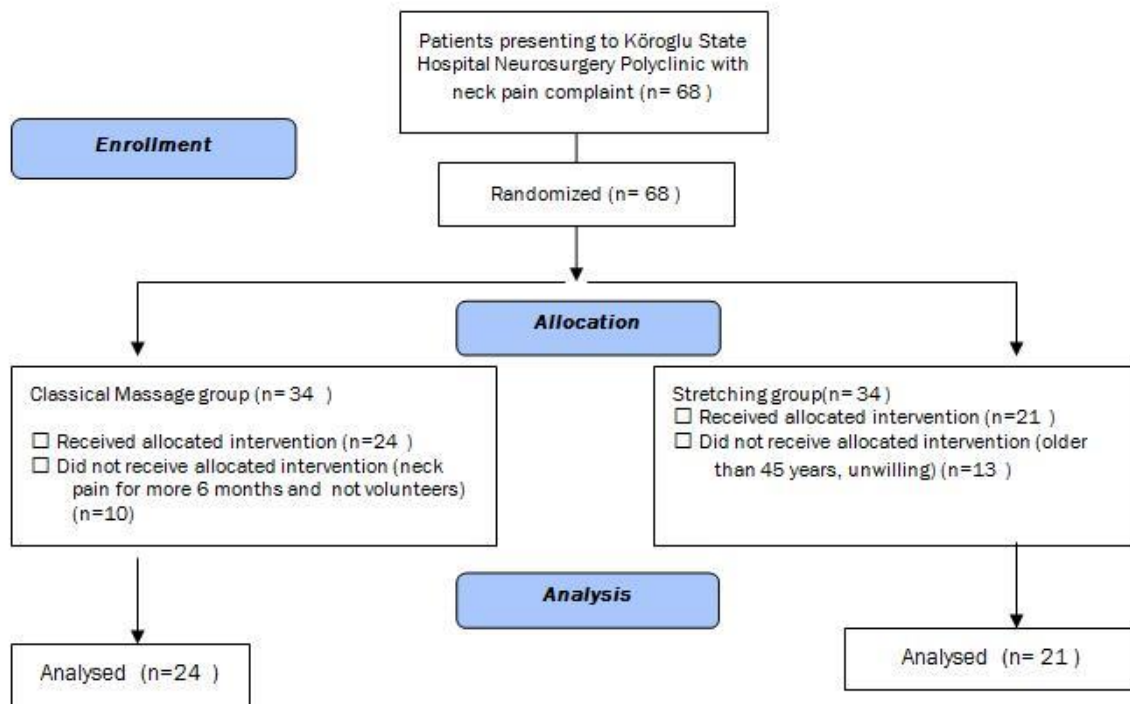 Patients presenting to Köroglu State
Hospital Neurosurgery Polyclinic with
neck pain complaint (n= 68 )
Enrollment
Randomized (n= 68 )
Allocation
Classical Massage group (n= 34 )
☐ Received allocated intervention (n=24 )
☐ Did not receive allocated intervention (neck
pain for more 6 months and not volunteers)
(n=10)
Stretching group(n= 34)
☐ Received allocated intervention (n=21 )
☐ Did not receive allocated intervention (older
than 45 years, unwilling) (n=13 )
Analysis
Analysed (n=24 )
Analysed (n= 21 )